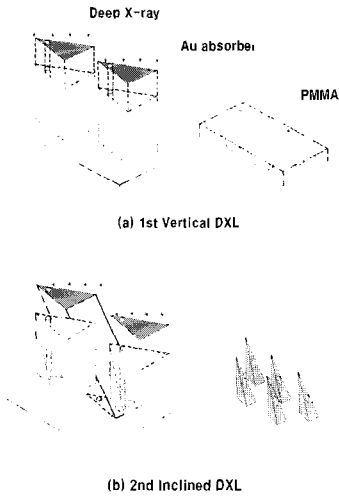 Deep X-ray
Au absorber
PMMA
(a) 1st Vertical DXL
(b) 2nd Inclined DXL